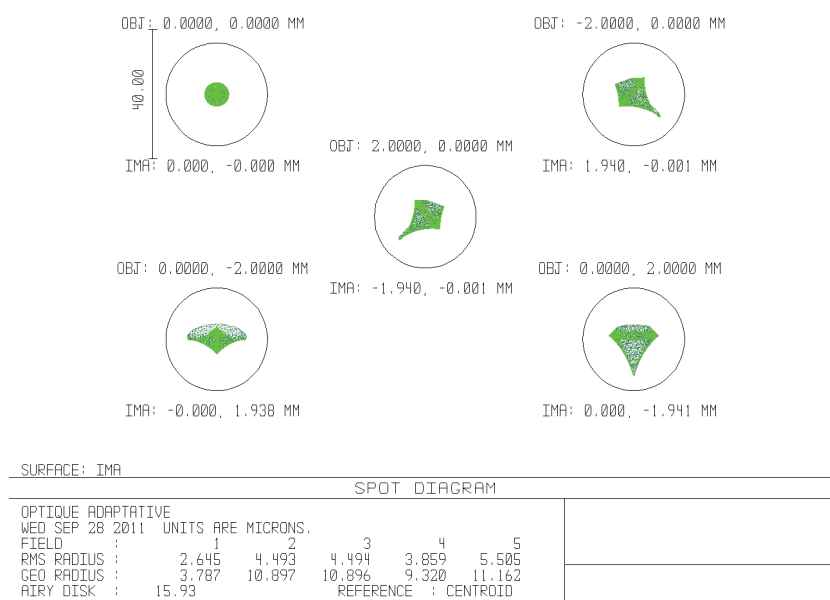 OBJ: 0.0000, 0.0000 MM
OBJ: -2.0000, 0.0000 MM
40.00
IMA: 0.000, -0.000 MM
IMA: 1.940, -0.001 MM
OBJ: 2.0000, 0.0000 MM
IMA: -1.940, -0.001 MM
OBJ: 0.0000, -2.0000 MM
OBJ: 0.0000, 2.0000 MM
IMA: -0.000, 1.938 MM
IMA: 0.000, -1.941 MM
SURFACE: IMA
SPOT DIAGRAM
OPTIQUE ADAPTATIVE
WED SEP 28 2011 UNITS ARE MICRONS.
FIELD : 1 2 3 4 5
RMS RADIUS : 2.645 4.493 4.494 3.859 5.505
GEO RADIUS : 3.787 10.897 10.896 9.320 11.162
AIRY DISK : 15.93 REFERENCE : CENTROID